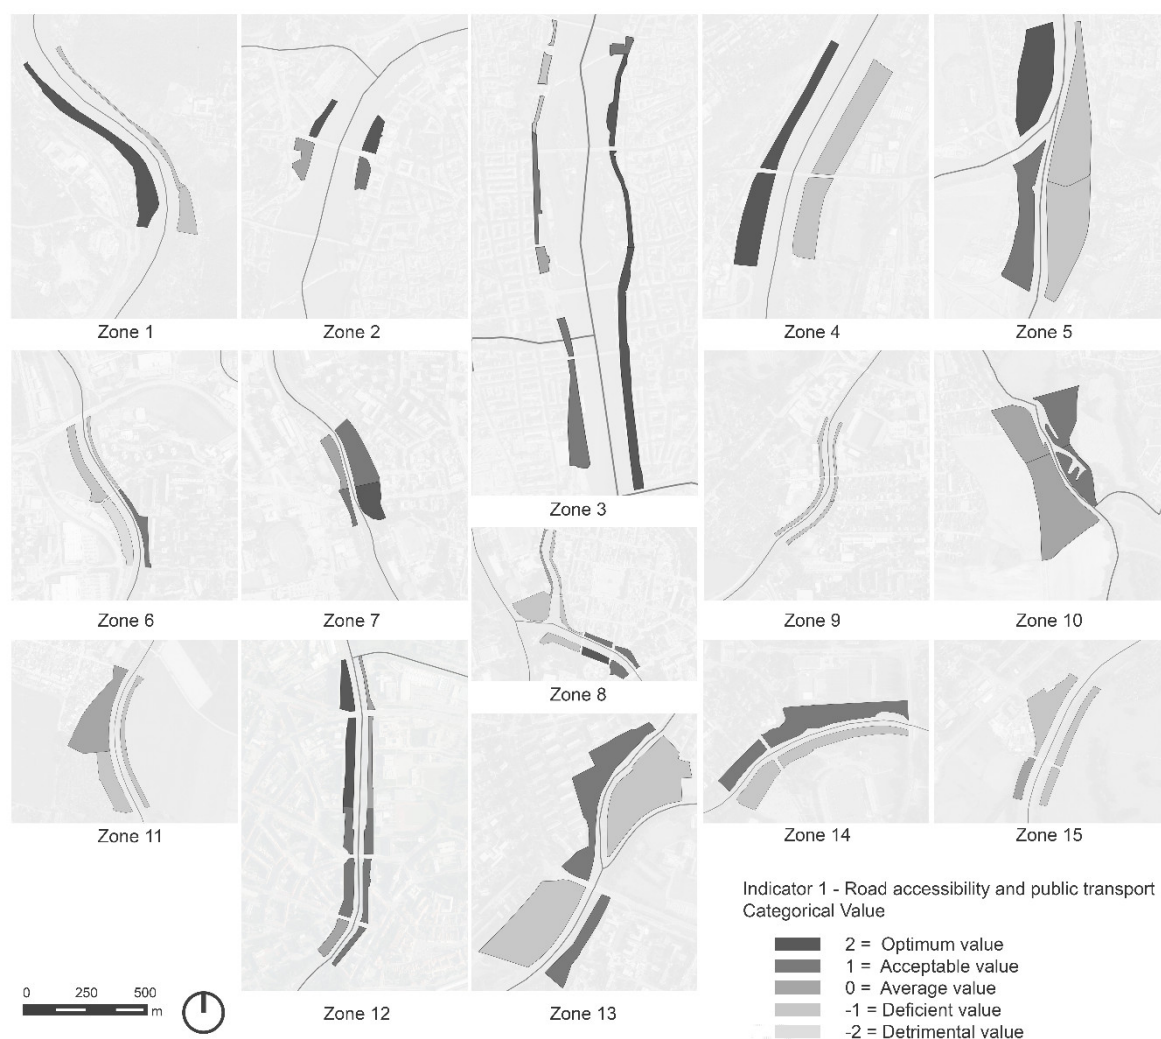 Zone 1
Zone 2
Zone 3
Zone 4
Zone 5
Zone 6
Zone 7
Zone 8
Zone 9
Zone 10
Zone 11
Zone 12
Zone 13
Zone 14
Zone 15
Indicator 1 - Road accessibility and public transport
Categorical Value
2 = Optimum value
1 = Acceptable value
0 = Average value
-1 = Deficient value
-2 = Detrimental value
0 250 500
m